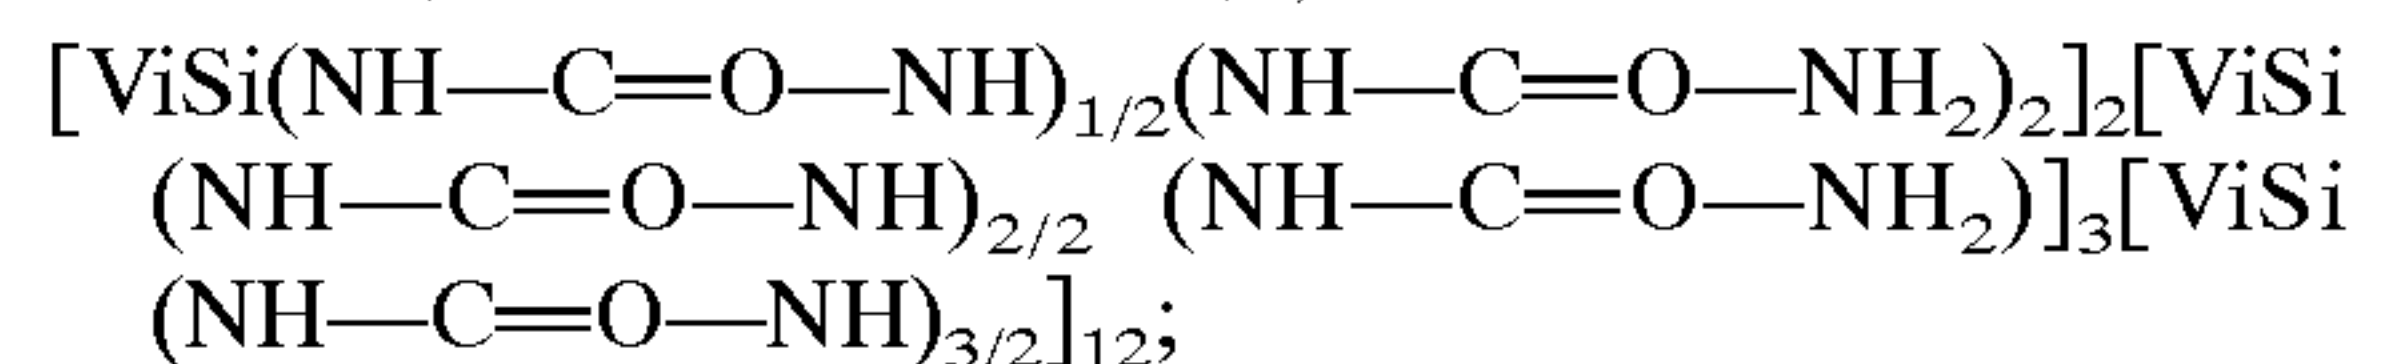 [ViSi(NH—C=O—NH)1/2(NH—C=O—NH2)2]2[ViSi
(NH—C=O—NH)2/2 (NH—C=O—NH2)]3[ViSi
(NH—C=O—NH)3/2]12;